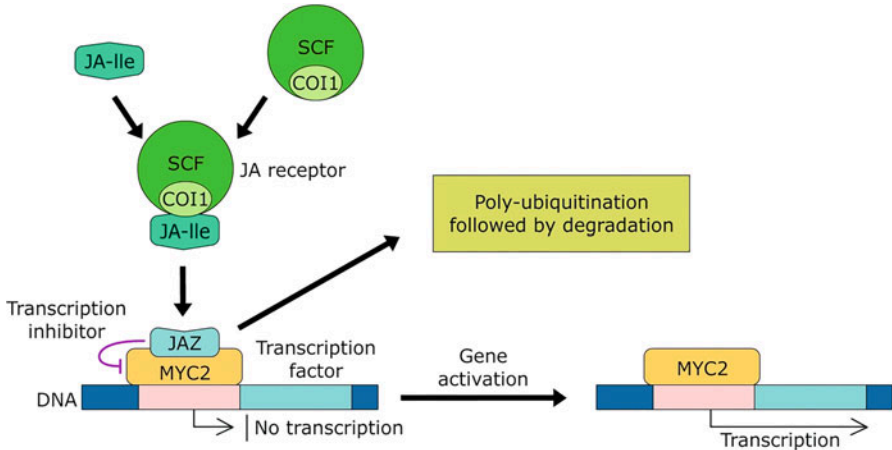 SCF
COI1
JA-Ile
SCF
COI1
JA-Ile
JA receptor
Poly-ubiquitination
followed by degradation
Transcription
inhibitor
JAZ
MYC2
Transcription
factor
DNA
No transcription
Gene
activation
MYC2
Transcription